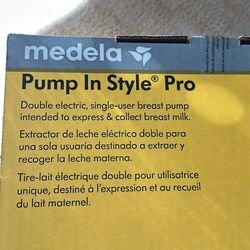 medela
Pump In Style® Pro
Double electric, single-user breast pump
intended to express & collect breast milk.
Extractor de leche eléctrico doble para
una sola usuaria destinado a extraer y
recoger la leche materna.
Tire-lait électrique double pour utilisatrice
unique, destiné à l'expression et au recueil
du lait maternel.